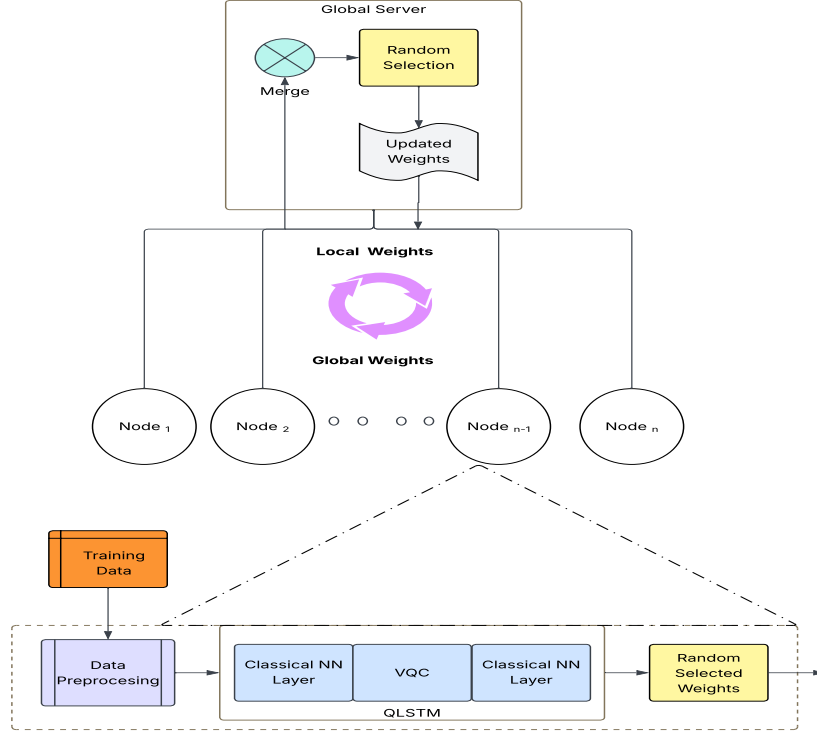 Global Server
Random
Selection
Merge
Updated
Weights
Local Weights
Global Weights
Node 1
Node 2
Node n-1
Node n
Training
Data
Data
Preprocesing
Classical NN
Layer
VQC
Classical NN
Layer
QLSTM
Random
Selected
Weights